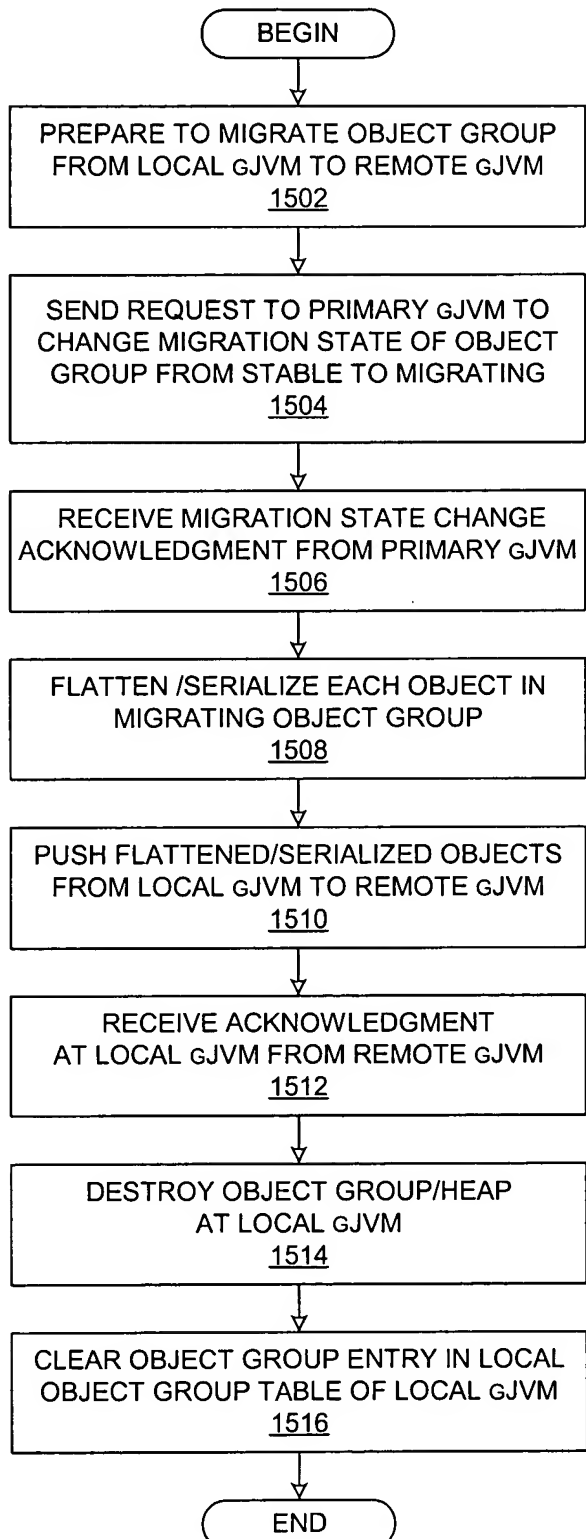 BEGIN
PREPARE TO MIGRATE OBJECT GROUP
FROM LOCAL GJVM TO REMOTE GJVM
1502
SEND REQUEST TO PRIMARY GJVM TO
CHANGE MIGRATION STATE OF OBJECT
GROUP FROM STABLE TO MIGRATING
1504
RECEIVE MIGRATION STATE CHANGE
ACKNOWLEDGMENT FROM PRIMARY GJVM
1506
FLATTEN /SERIALIZE EACH OBJECT IN
MIGRATING OBJECT GROUP
1508
PUSH FLATTENED/SERIALIZED OBJECTS
FROM LOCAL GJVM TO REMOTE GJVM
1510
RECEIVE ACKNOWLEDGMENT
AT LOCAL GJVM FROM REMOTE GJVM
1512
DESTROY OBJECT GROUP/HEAP
AT LOCAL GJVM
1514
CLEAR OBJECT GROUP ENTRY IN LOCAL
OBJECT GROUP TABLE OF LOCAL GJVM
1516
END